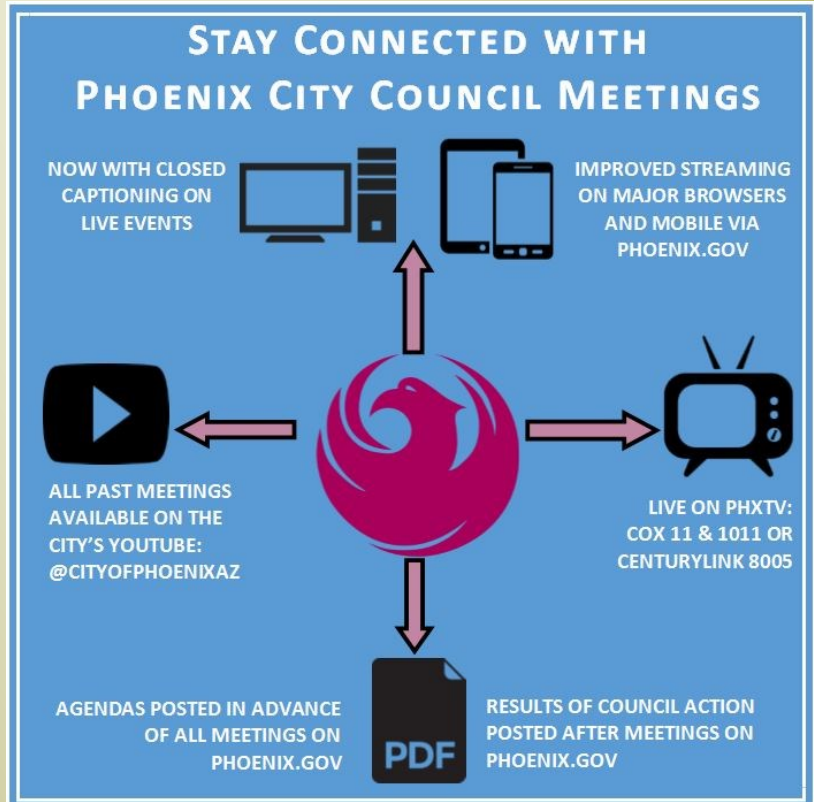 STAY CONNECTED WITH
PHOENIX CITY COUNCIL MEETINGS
NOW WITH CLOSED
CAPTIONING ON
LIVE EVENTS
IMPROVED STREAMING
ON MAJOR BROWSERS
AND MOBILE VIA
PHOENIX.GOV
ALL PAST MEETINGS
AVAILABLE ON THE
CITY'S YOUTUBE:
@CITYOFPHOENIXAZ
LIVE ON PHXTV:
COX 11 & 1011 OR
CENTURYLINK 8005
AGENDAS POSTED IN ADVANCE
OF ALL MEETINGS ON
PHOENIX.GOV
PDF
RESULTS OF COUNCIL ACTION
POSTED AFTER MEETINGS ON
PHOENIX.GOV